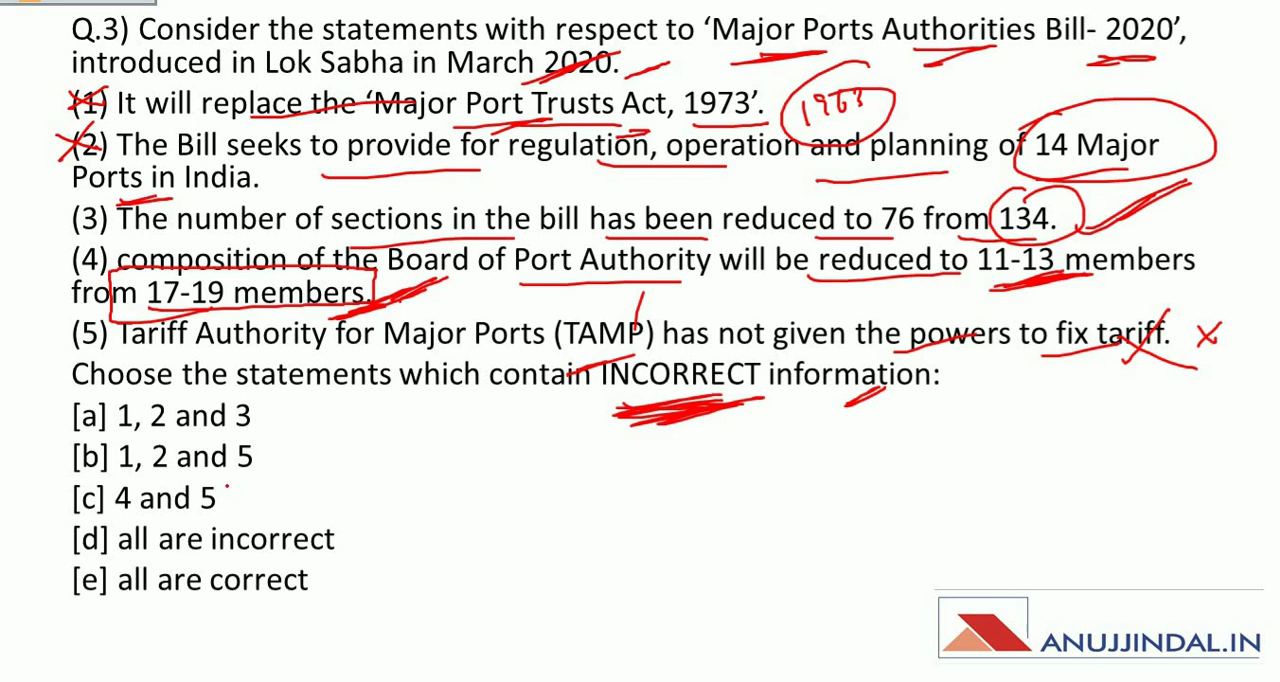 Q.3) Consider the statements with respect to ‘Major Ports Authorities Bill- 2020’,
introduced in Lok Sabha in March 2020.
(1) It will replace the ‘Major Port Trusts Act, 1973’. 1963
(2) The Bill seeks to provide for regulation, operation and planning of 14 Major
Ports in India.
(3) The number of sections in the bill has been reduced to 76 from 134.
(4) composition of the Board of Port Authority will be reduced to 11-13 members
from 17-19 members.
(5) Tariff Authority for Major Ports (TAMP) has not given the powers to fix tariff.
Choose the statements which contain INCORRECT information:
[a] 1, 2 and 3
[b] 1, 2 and 5
[c] 4 and 5
[d] all are incorrect
[e] all are correct
ANUJJINDAL.IN